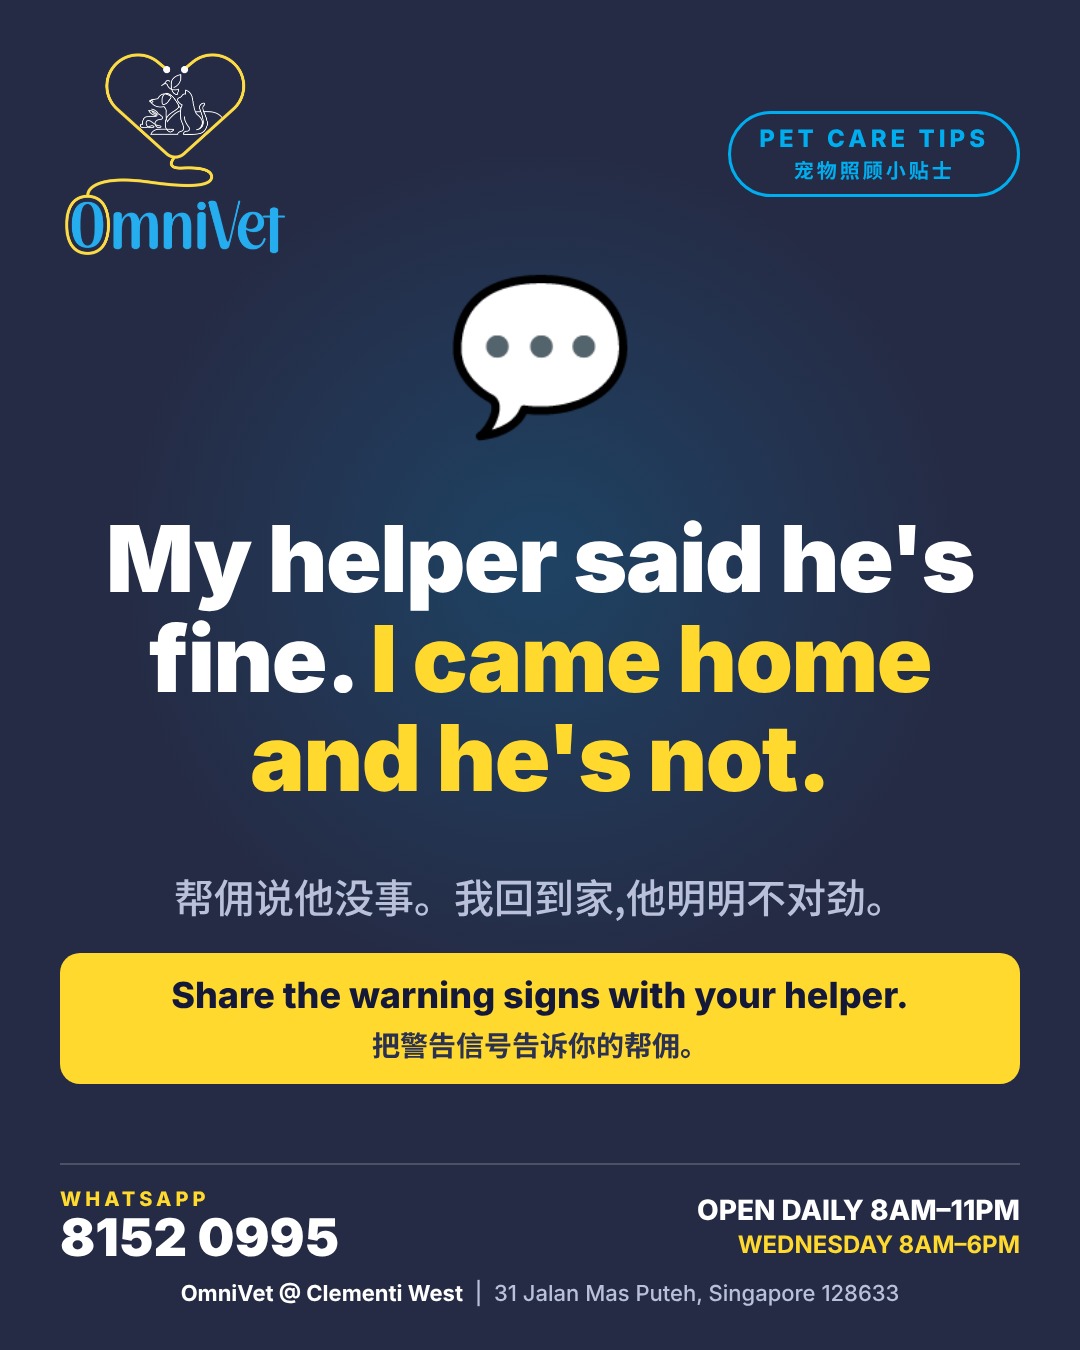 OmniVet
PET CARE TIPS
宠物照顾小贴士
My helper said he's
fine. I came home
and he's not.
帮佣说他没事。我回到家,他明明不对劲。
Share the warning signs with your helper.
把警告信号告诉你的帮佣。
WHATSAPP
8152 0995
OPEN DAILY 8AM–11PM
WEDNESDAY 8AM–6PM
OmniVet @ Clementi West | 31 Jalan Mas Puteh, Singapore 128633